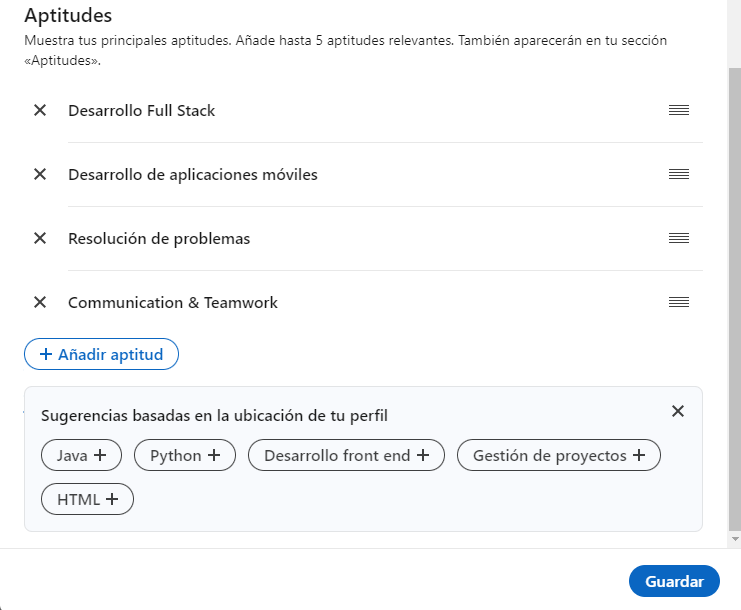 Aptitudes
Muestra tus principales aptitudes. Añade hasta 5 aptitudes relevantes. También aparecerán en tu sección
«Aptitudes».
Desarrollo Full Stack
Desarrollo de aplicaciones móviles
Resolución de problemas
Communication & Teamwork
+ Añadir aptitud
Sugerencias basadas en la ubicación de tu perfil
Java + Python + Desarrollo front end + Gestión de proyectos +
HTML +
Guardar